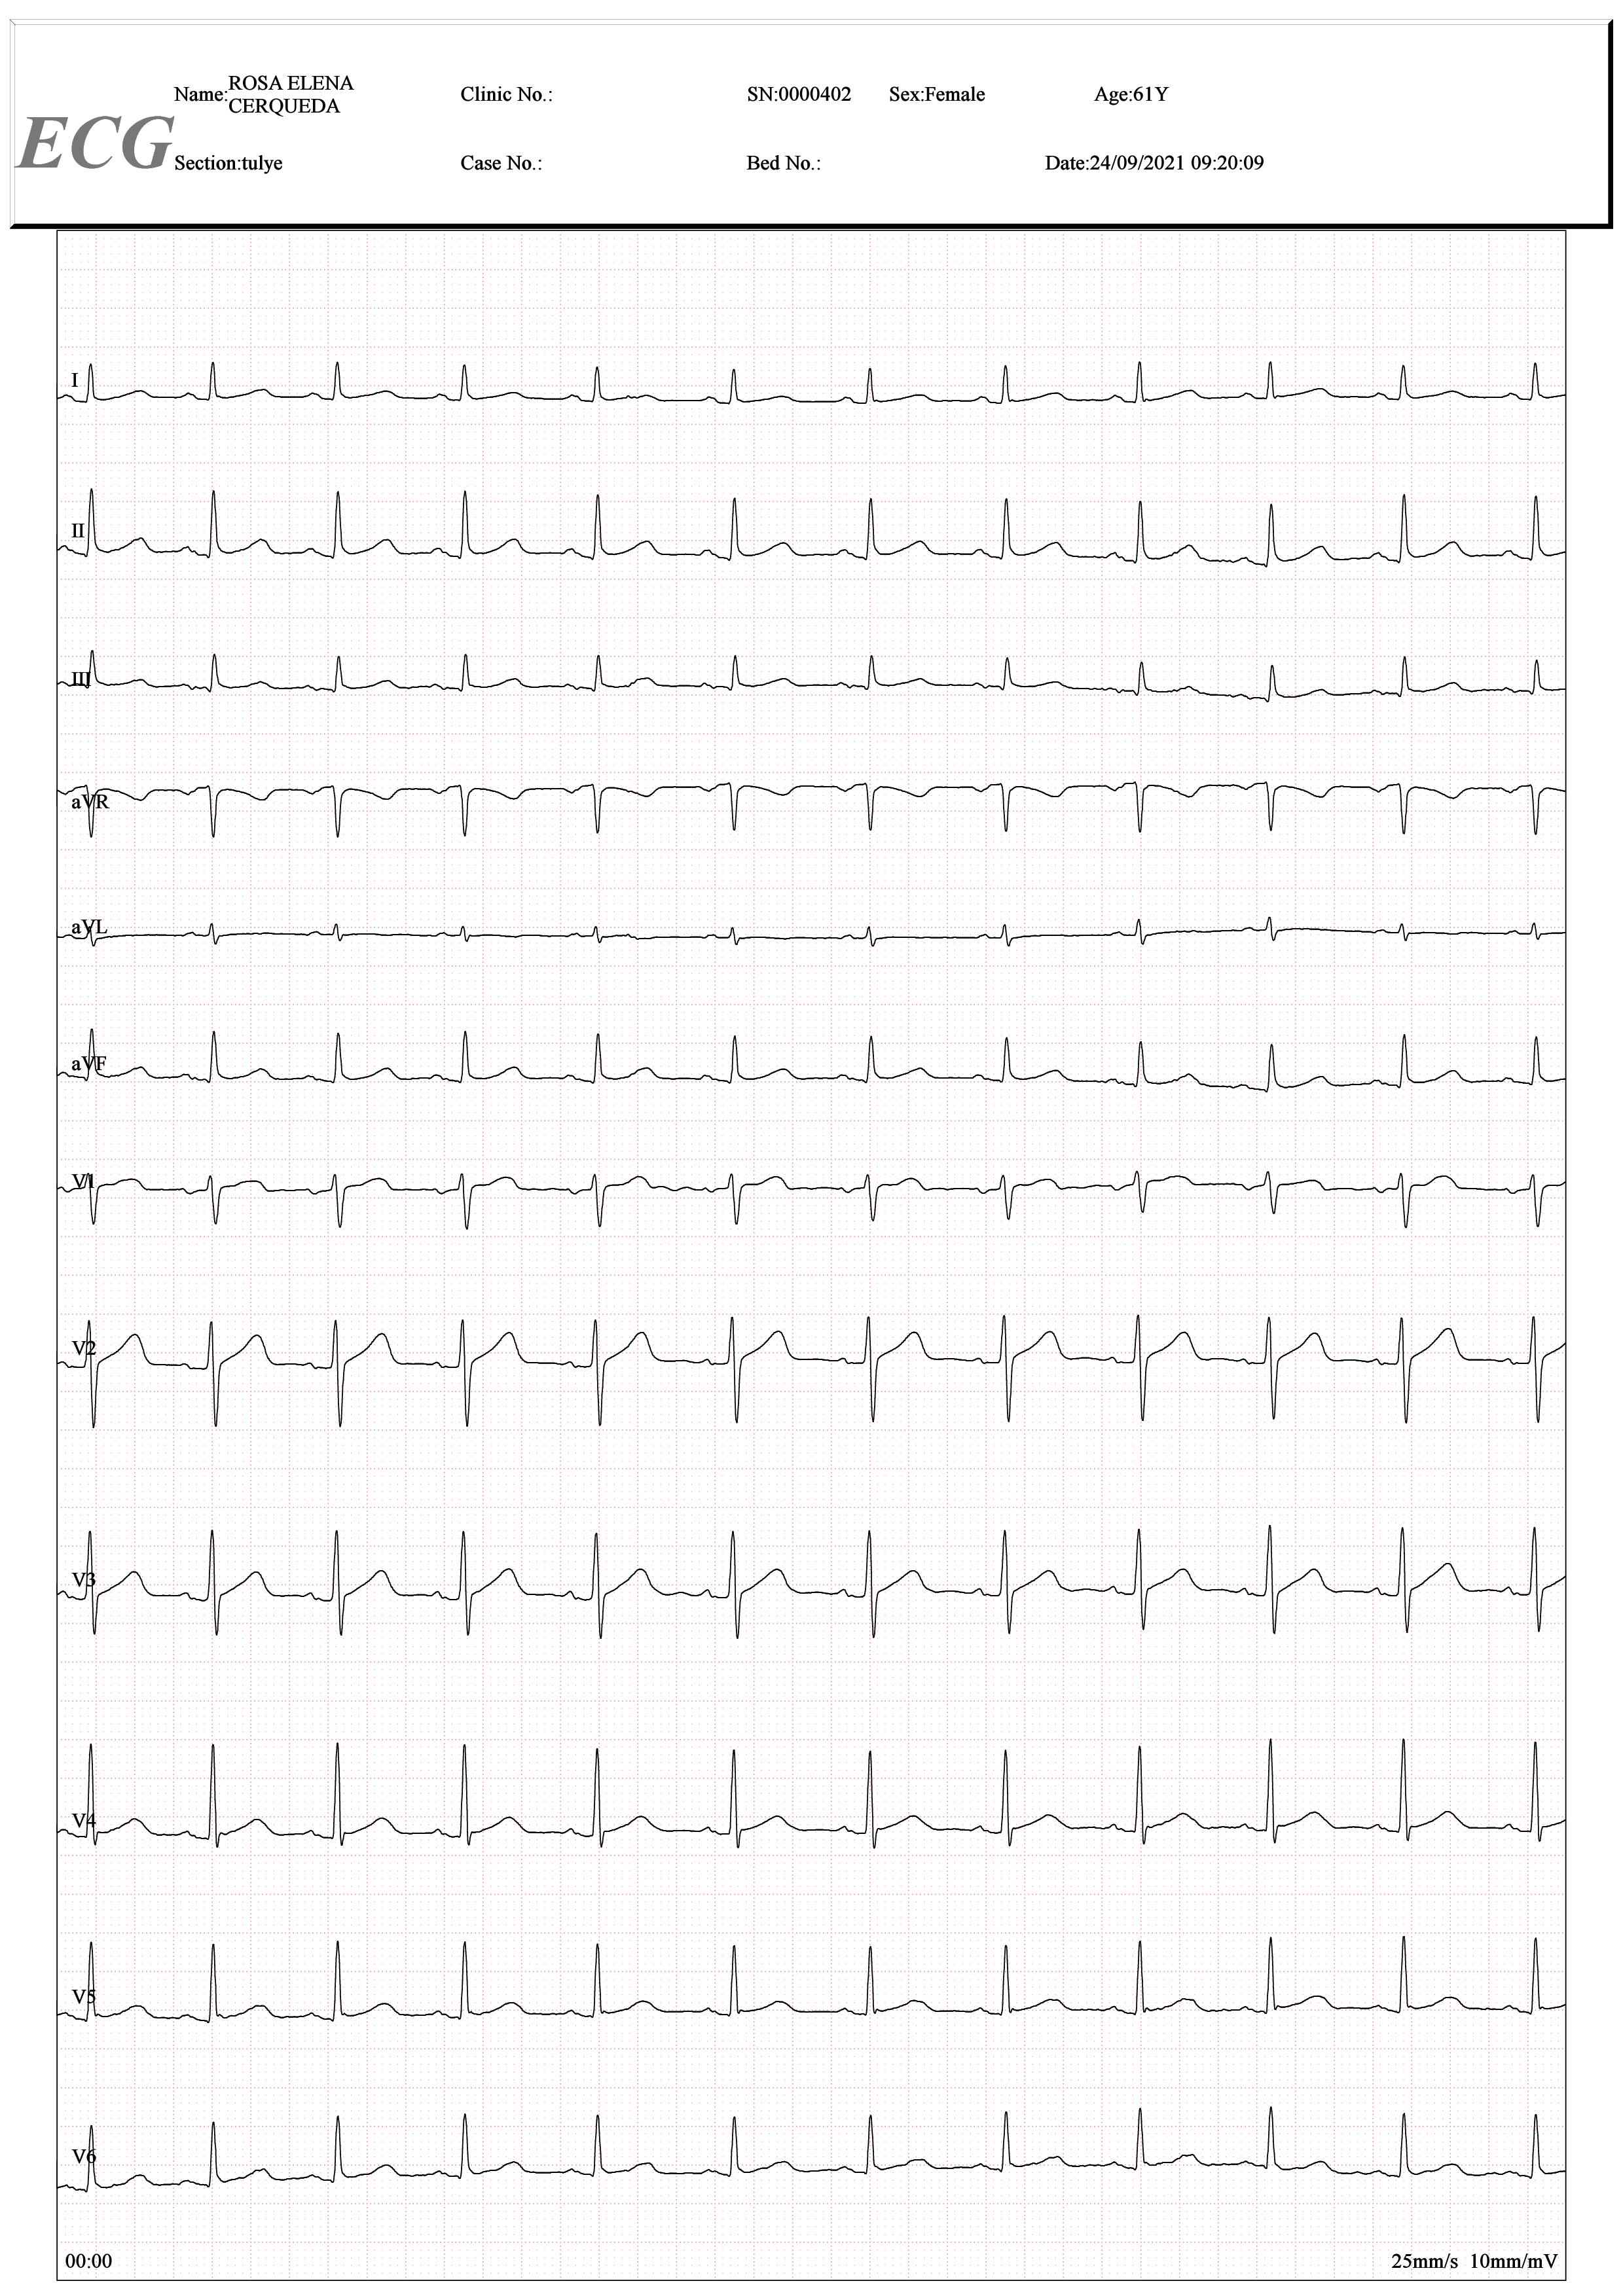 ECG
Name: ROSA ELENA CERQUEDA
Clinic No.:
SN:0000402
Sex:Female
Age:61Y
Section:tulye
Case No.:
Bed No.:
Date:24/09/2021 09:20:09
I
II
III
aVR
aVL
aVF
V1
V2
V3
V4
V5
V6
00:00
25mm/s 10mm/mV